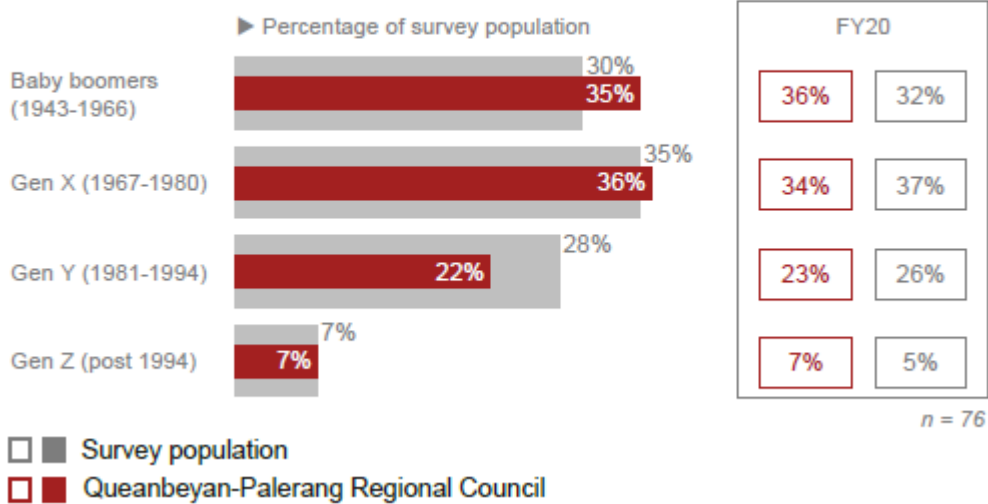 ▶ Percentage of survey population
FY20
Baby boomers
(1943-1966)
30%
35%
36%
32%
Gen X (1967-1980)
35%
36%
34%
37%
Gen Y (1981-1994)
28%
22%
23%
26%
Gen Z (post 1994)
7%
7%
7%
5%
n = 76
Survey population
Queanbeyan-Palerang Regional Council